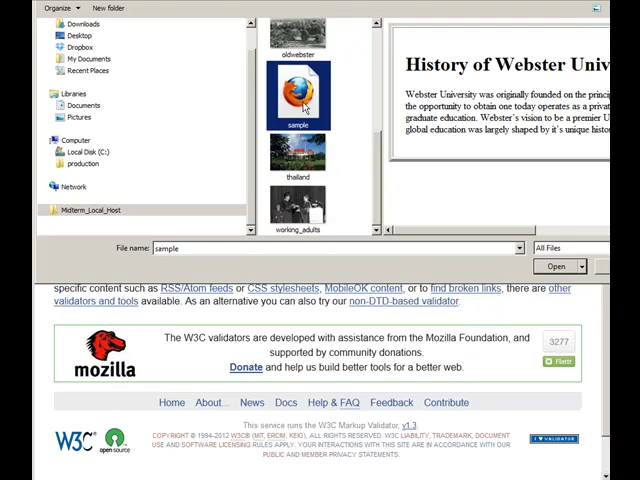 Organize
New folder
Downloads
Desktop
Dropbox
My Documents
Recent Places
Libraries
Documents
Pictures
Computer
Local Disk (C:)
production
Network
Midterm_Local_Host
oldwebster
sample
thailand
working_adults
History of Webster Univ
Webster University was originally founded on the princip
the opportunity to obtain one today operates as a privat
graduate education. Webster's vision to be a premier U
global education was largely shaped by it's unique histo
File name:
sample
All Files
Open
specific content such as RSS/Atom feeds or CSS stylesheets, MobileOK content, or to find broken links, there are other
validators and tools available. As an alternative you can also try our non-DTD-based validator.
mozilla
The W3C validators are developed with assistance from the Mozilla Foundation, and
supported by community donations.
Donate and help us build better tools for a better web.
3277
Flattr
Home About... News Docs Help & FAQ Feedback Contribute
W3C
open source
This service runs the W3C Markup Validator, v1.3.
COPYRIGHT © 1994-2012 W3C® (MIT, ERCIM, KEIO), ALL RIGHTS RESERVED. W3C LIABILITY, TRADEMARK, DOCUMENT
USE AND SOFTWARE LICENSING RULES APPLY. YOUR INTERACTIONS WITH THIS SITE ARE IN ACCORDANCE WITH OUR
PUBLIC AND MEMBER PRIVACY STATEMENTS.
I ♥ VALIDATOR